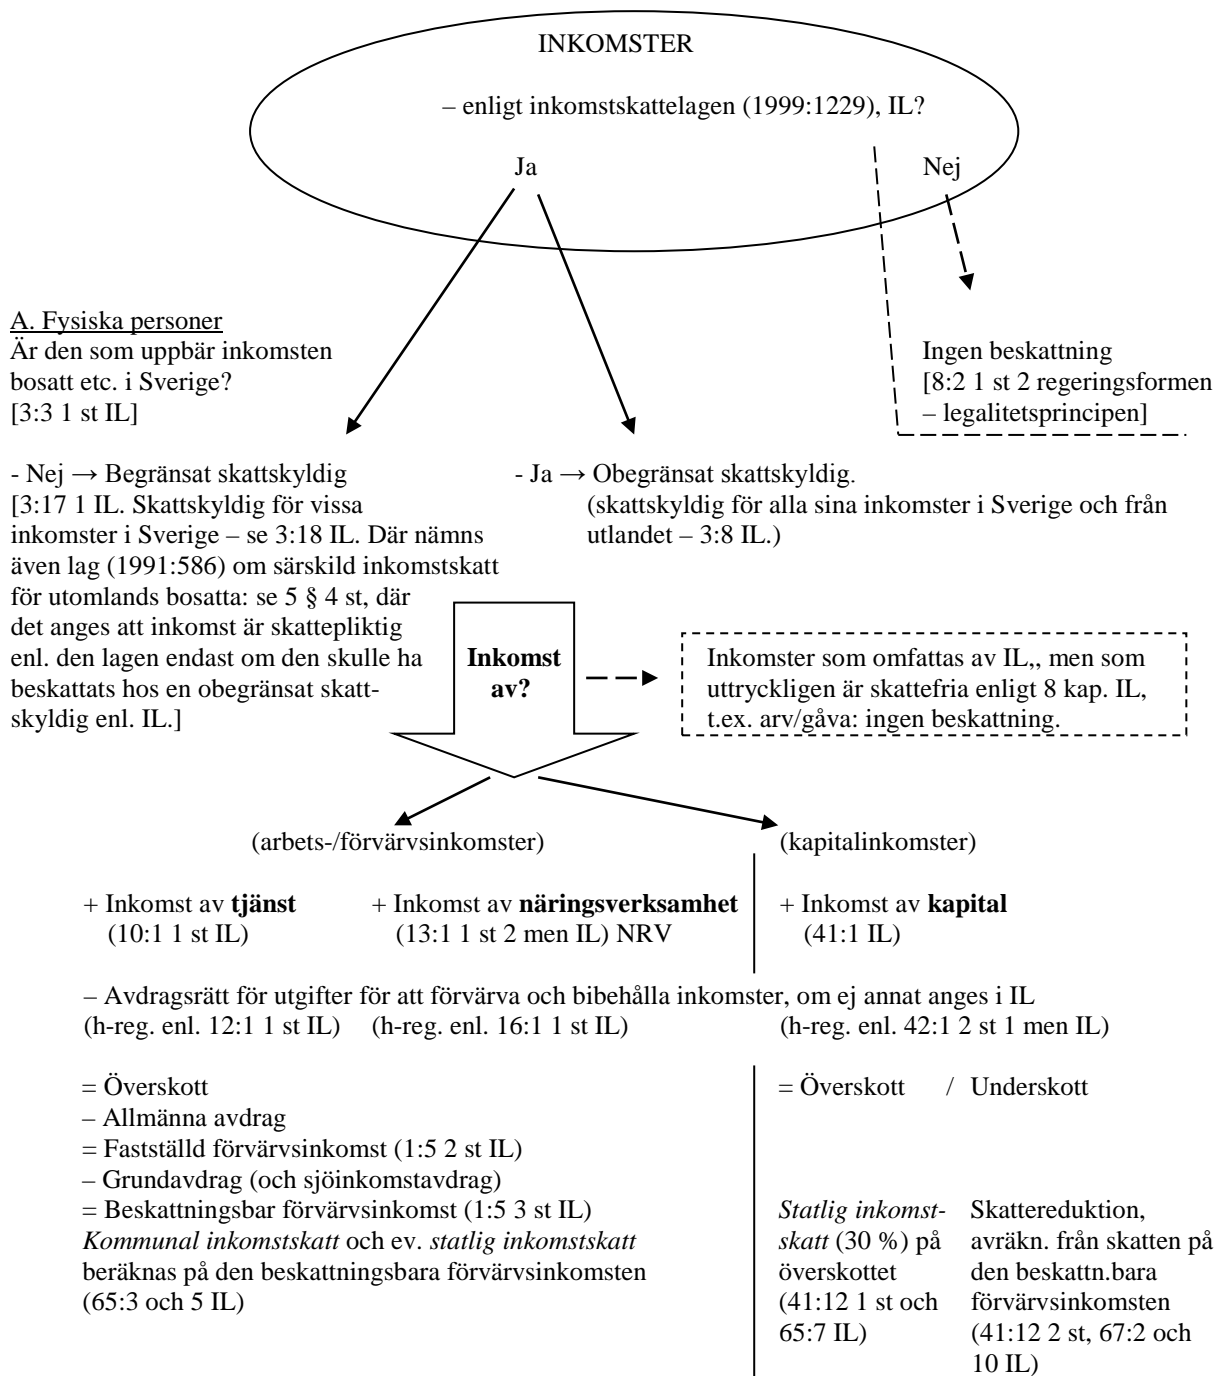 INKOMSTER
– enligt inkomstskattelagen (1999:1229), IL?
Ja
Nej
A. Fysiska personer
Är den som uppbär inkomsten
bosatt etc. i Sverige?
[3:3 1 st IL]
Ingen beskattning
[8:2 1 st 2 regeringsformen
– legalitetsprincipen]
- Nej → Begränsat skattskyldig
[3:17 1 IL. Skattskyldig för vissa
inkomster i Sverige – se 3:18 IL. Där nämns
även lag (1991:586) om särskild inkomstskatt
för utomlands bosatta: se 5 § 4 st, där
det anges att inkomst är skattepliktig
enl. den lagen endast om den skulle ha
beskattats hos en obegränsat skatt-
skyldig enl. IL.]
- Ja → Obegränsat skattskyldig.
(skattskyldig för alla sina inkomster i Sverige och från
utlandet – 3:8 IL.)
Inkomst
av?
Inkomster som omfattas av IL,, men som
uttryckligen är skattefria enligt 8 kap. IL,
t.ex. arv/gåva: ingen beskattning.
(arbets-/förvärvsinkomster)
(kapitalinkomster)
+ Inkomst av tjänst
(10:1 1 st IL)
+ Inkomst av näringsverksamhet
(13:1 1 st 2 men IL) NRV
+ Inkomst av kapital
(41:1 IL)
– Avdragsrätt för utgifter för att förvärva och bibehålla inkomster, om ej annat anges i IL
(h-reg. enl. 12:1 1 st IL) (h-reg. enl. 16:1 1 st IL) (h-reg. enl. 42:1 2 st 1 men IL)
= Överskott
– Allmänna avdrag
= Fastställd förvärvsinkomst (1:5 2 st IL)
– Grundavdrag (och sjöinkomstavdrag)
= Beskattningsbar förvärvsinkomst (1:5 3 st IL)
Kommunal inkomstskatt och ev. statlig inkomstskatt
beräknas på den beskattningsbara förvärvsinkomsten
(65:3 och 5 IL)
= Överskott / Underskott
Statlig inkomst-
skatt (30 %) på
överskottet
(41:12 1 st och
65:7 IL)
Skattereduktion,
avräkn. från skatten på
den beskattn.bara
förvärvsinkomsten
(41:12 2 st, 67:2 och
10 IL)